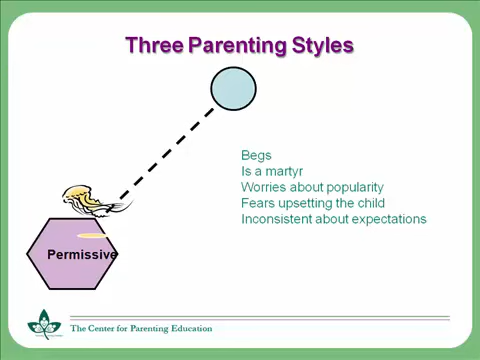 Three Parenting Styles
Begs
Is a martyr
Worries about popularity
Fears upsetting the child
Inconsistent about expectations
Permissive
The Center for Parenting Education